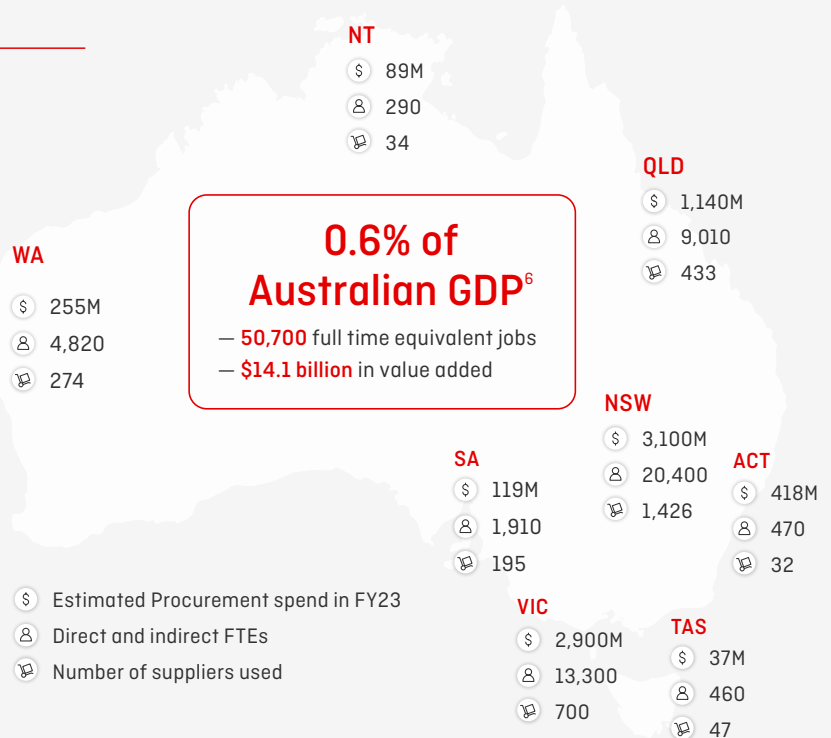 NT
89M
290
34
QLD
1,140M
9,010
433
0.6% of
Australian GDP6
— 50,700 full time equivalent jobs
— $14.1 billion in value added
WA
255M
4,820
274
NSW
3,100M
20,400
1,426
ACT
418M
470
32
SA
119M
1,910
195
$ Estimated Procurement spend in FY23
Direct and indirect FTEs
Number of suppliers used
VIC
2,900M
13,300
700
TAS
37M
460
47